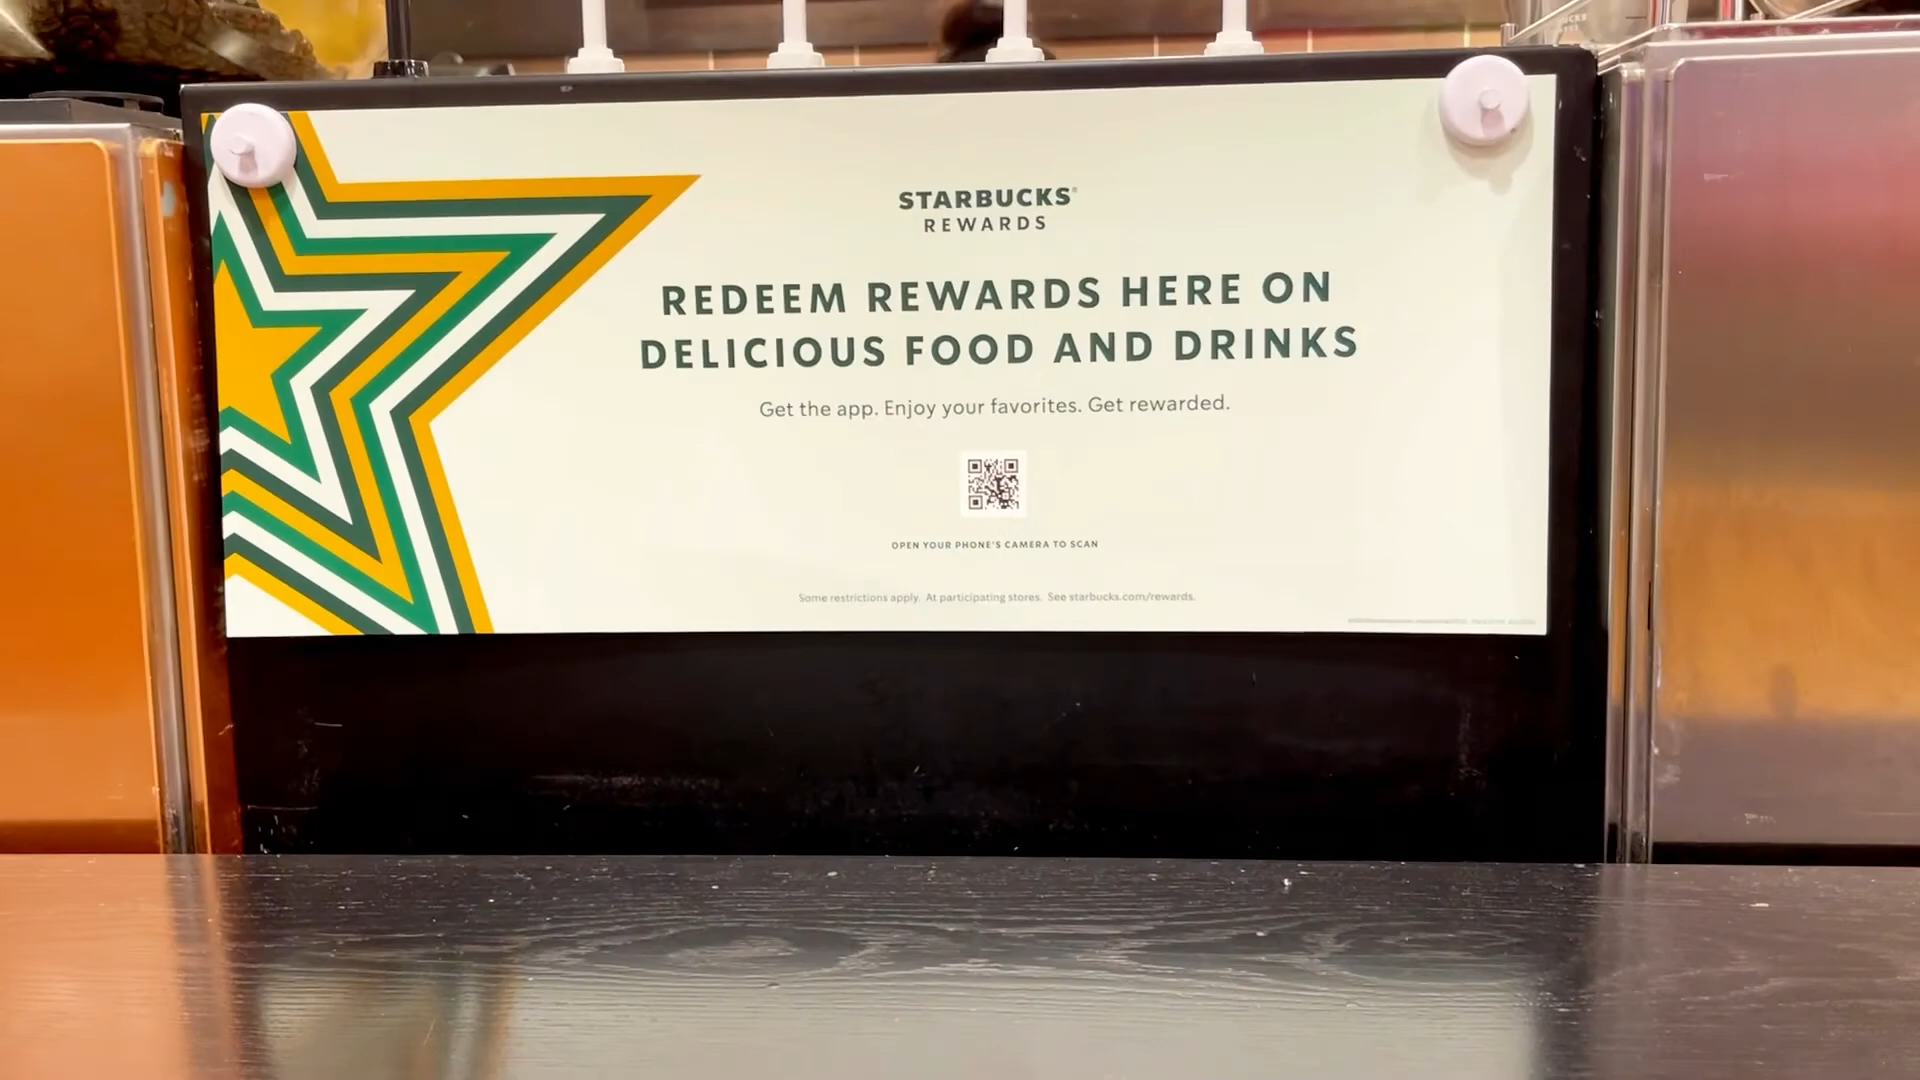 STARBUCKS®
REWARDS
REDEEM REWARDS HERE ON
DELICIOUS FOOD AND DRINKS
Get the app. Enjoy your favorites. Get rewarded.
OPEN YOUR PHONE'S CAMERA TO SCAN
Some restrictions apply. At participating stores. See starbucks.com/rewards.